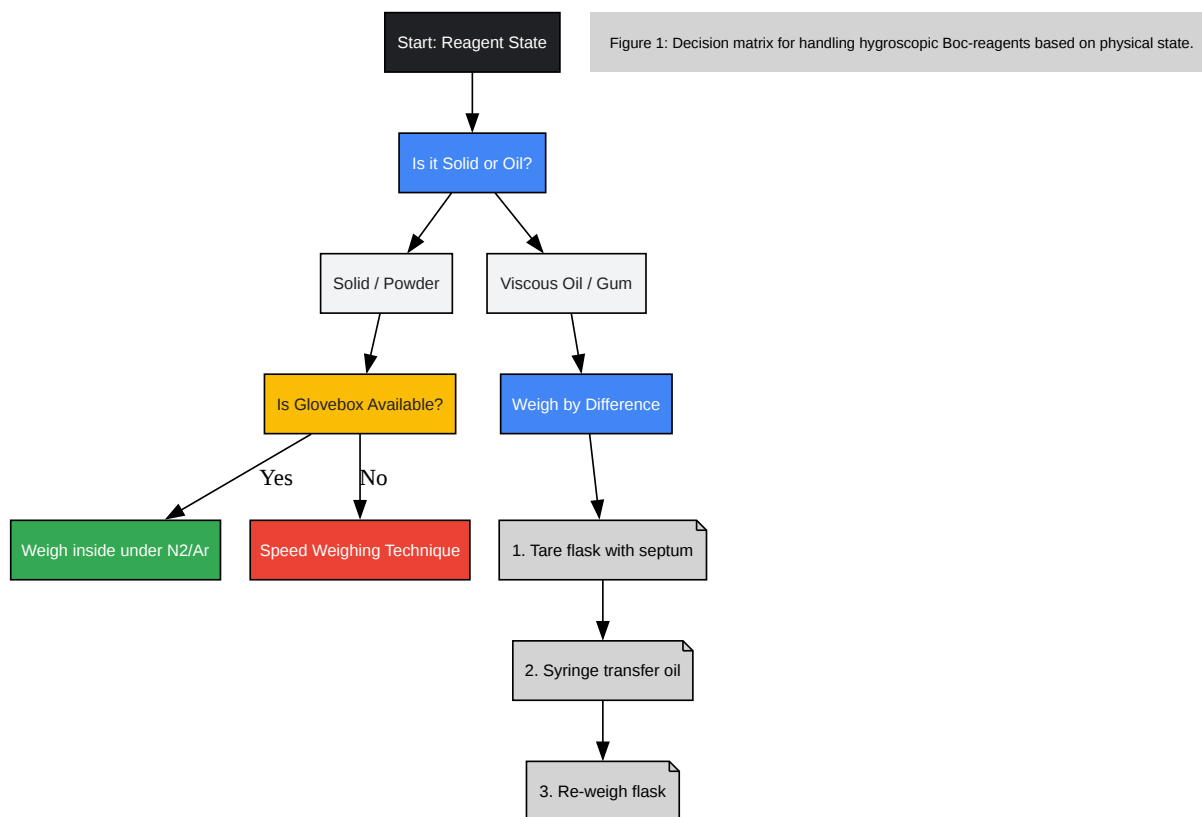 Start: Reagent State
Figure 1: Decision matrix for handling hygroscopic Boc-reagents based on physical state.
Is it Solid or Oil?
Solid / Powder
Viscous Oil / Gum
Is Glovebox Available?
Weigh by Difference
Yes
No
Weigh inside under N2/Ar
Speed Weighing Technique
1. Tare flask with septum
2. Syringe transfer oil
3. Re-weigh flask